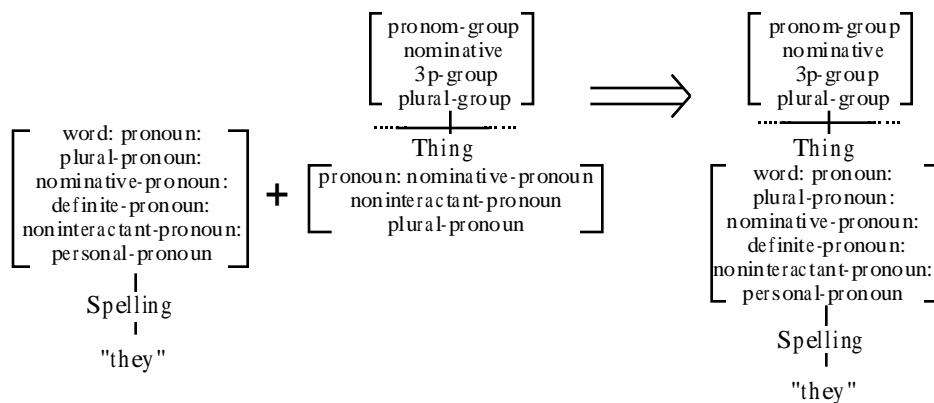 word: pronoun:
plural-pronoun:
nominative-pronoun:
definite-pronoun:
noninteractant-pronoun:
personal-pronoun
Spelling
"they"
+
pronom-group
nominative
3p-group
plural-group
Thing
pronoun: nominative-pronoun
noninteractant-pronoun
plural-pronoun
pronom-group
nominative
3p-group
plural-group
Thing
word: pronoun:
plural-pronoun:
nominative-pronoun:
definite-pronoun:
noninteractant-pronoun:
personal-pronoun
Spelling
"they"